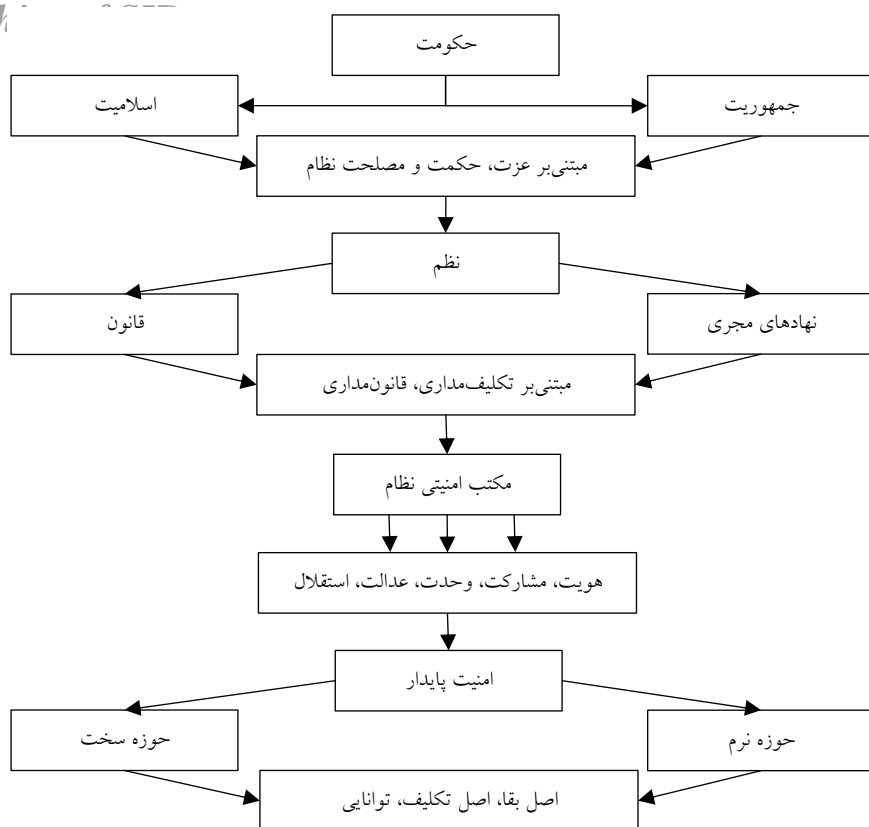 حکومت
جمهوریت
اسلامیت
مبتنی‌بر عزت، حکمت و مصلحت نظام
نظم
نهادهای مجری
قانون
مبتنی‌بر تکلیف‌مداری، قانون‌مداری
مکتب امنیتی نظام
هویت، مشارکت، وحدت، عدالت، استقلال
امنیت پایدار
حوزه نرم
حوزه سخت
اصل بقا، اصل تکلیف، توانایی